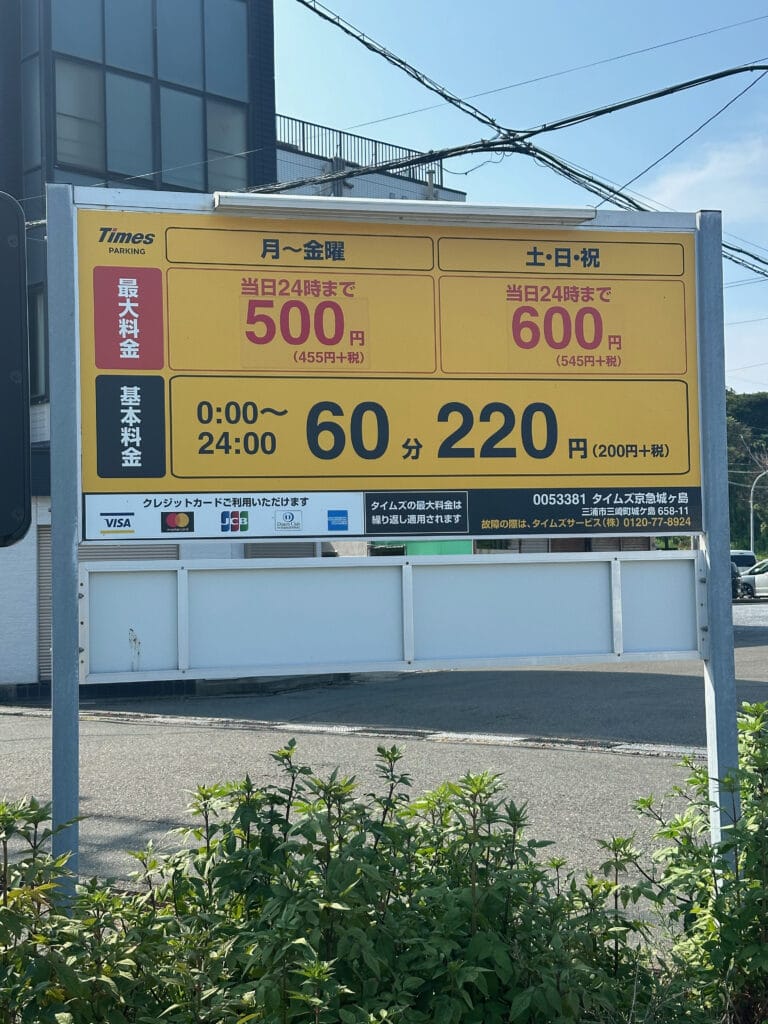 Times
PARKING
月～金曜
土・日・祝
最大料金
当日24時まで
500円
(455円+税)
当日24時まで
600円
(545円+税)
基本料金
0:00～
24:00
60分 220円(200円+税)
クレジットカードご利用いただけます
VISA
mastercard
JCB
Diners Club
タイムズの最大料金は
繰り返し適用されます
0053381 タイムズ京急城ヶ島
三浦市三崎町城ケ島 658-11
故障の際は、タイムズサービス(株) 0120-77-8924